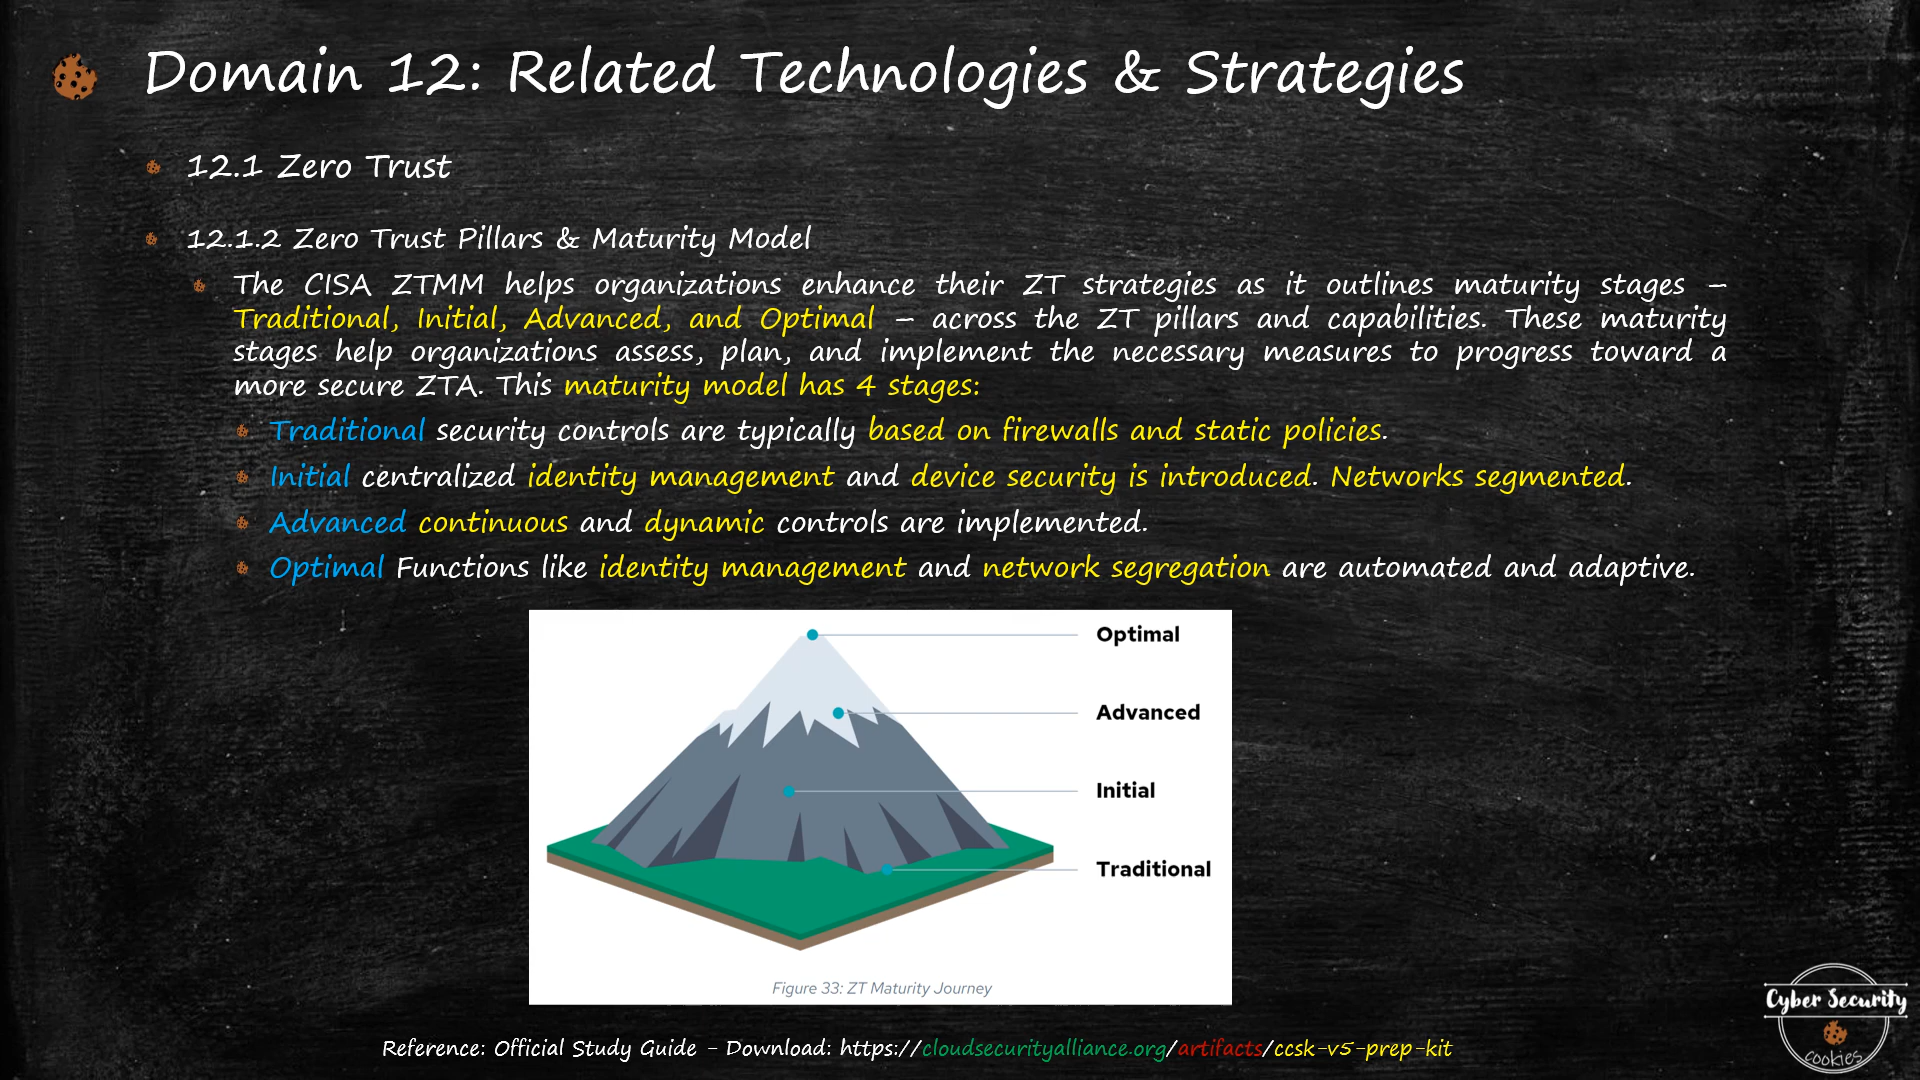 Domain 12: Related Technologies & Strategies
12.1 Zero Trust
12.1.2 Zero Trust Pillars & Maturity Model
The CISA ZTMM helps organizations enhance their ZT strategies as it outlines maturity stages –
Traditional, Initial, Advanced, and Optimal – across the ZT pillars and capabilities. These maturity
stages help organizations assess, plan, and implement the necessary measures to progress toward a
more secure ZTA. This maturity model has 4 stages:
Traditional security controls are typically based on firewalls and static policies.
Initial centralized identity management and device security is introduced. Networks segmented.
Advanced continuous and dynamic controls are implemented.
Optimal Functions like identity management and network segregation are automated and adaptive.
Optimal
Advanced
Initial
Traditional
Figure 33: ZT Maturity Journey
Reference: Official Study Guide - Download: https://cloudsecurityalliance.org/artifacts/ccsk-v5-prep-kit
Cyber Security
cookies